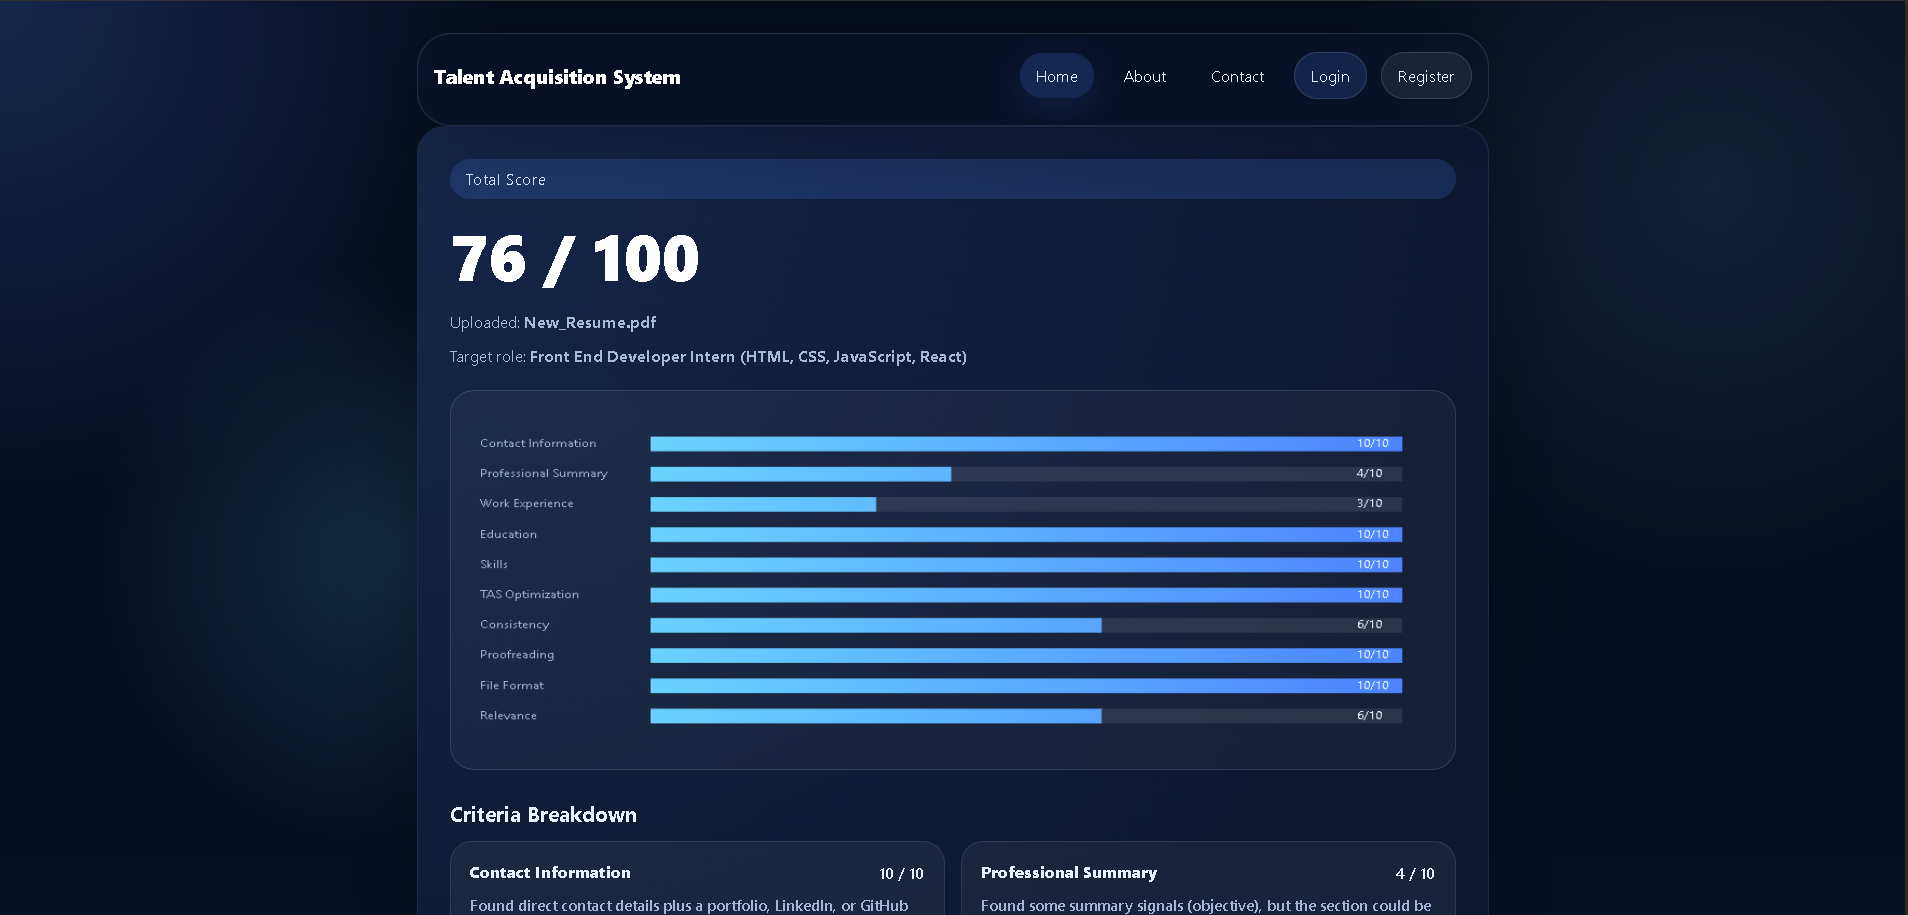 Talent Acquisition System
Home
About
Contact
Login
Register
Total Score
76 / 100
Uploaded: New_Resume.pdf
Target role: Front End Developer Intern (HTML, CSS, JavaScript, React)
Contact Information 10/10
Professional Summary 4/10
Work Experience 3/10
Education 10/10
Skills 10/10
TAS Optimization 10/10
Consistency 6/10
Proofreading 10/10
File Format 10/10
Relevance 6/10
Criteria Breakdown
Contact Information 10 / 10
Found direct contact details plus a portfolio, LinkedIn, or GitHub
Professional Summary 4 / 10
Found some summary signals (objective), but the section could be